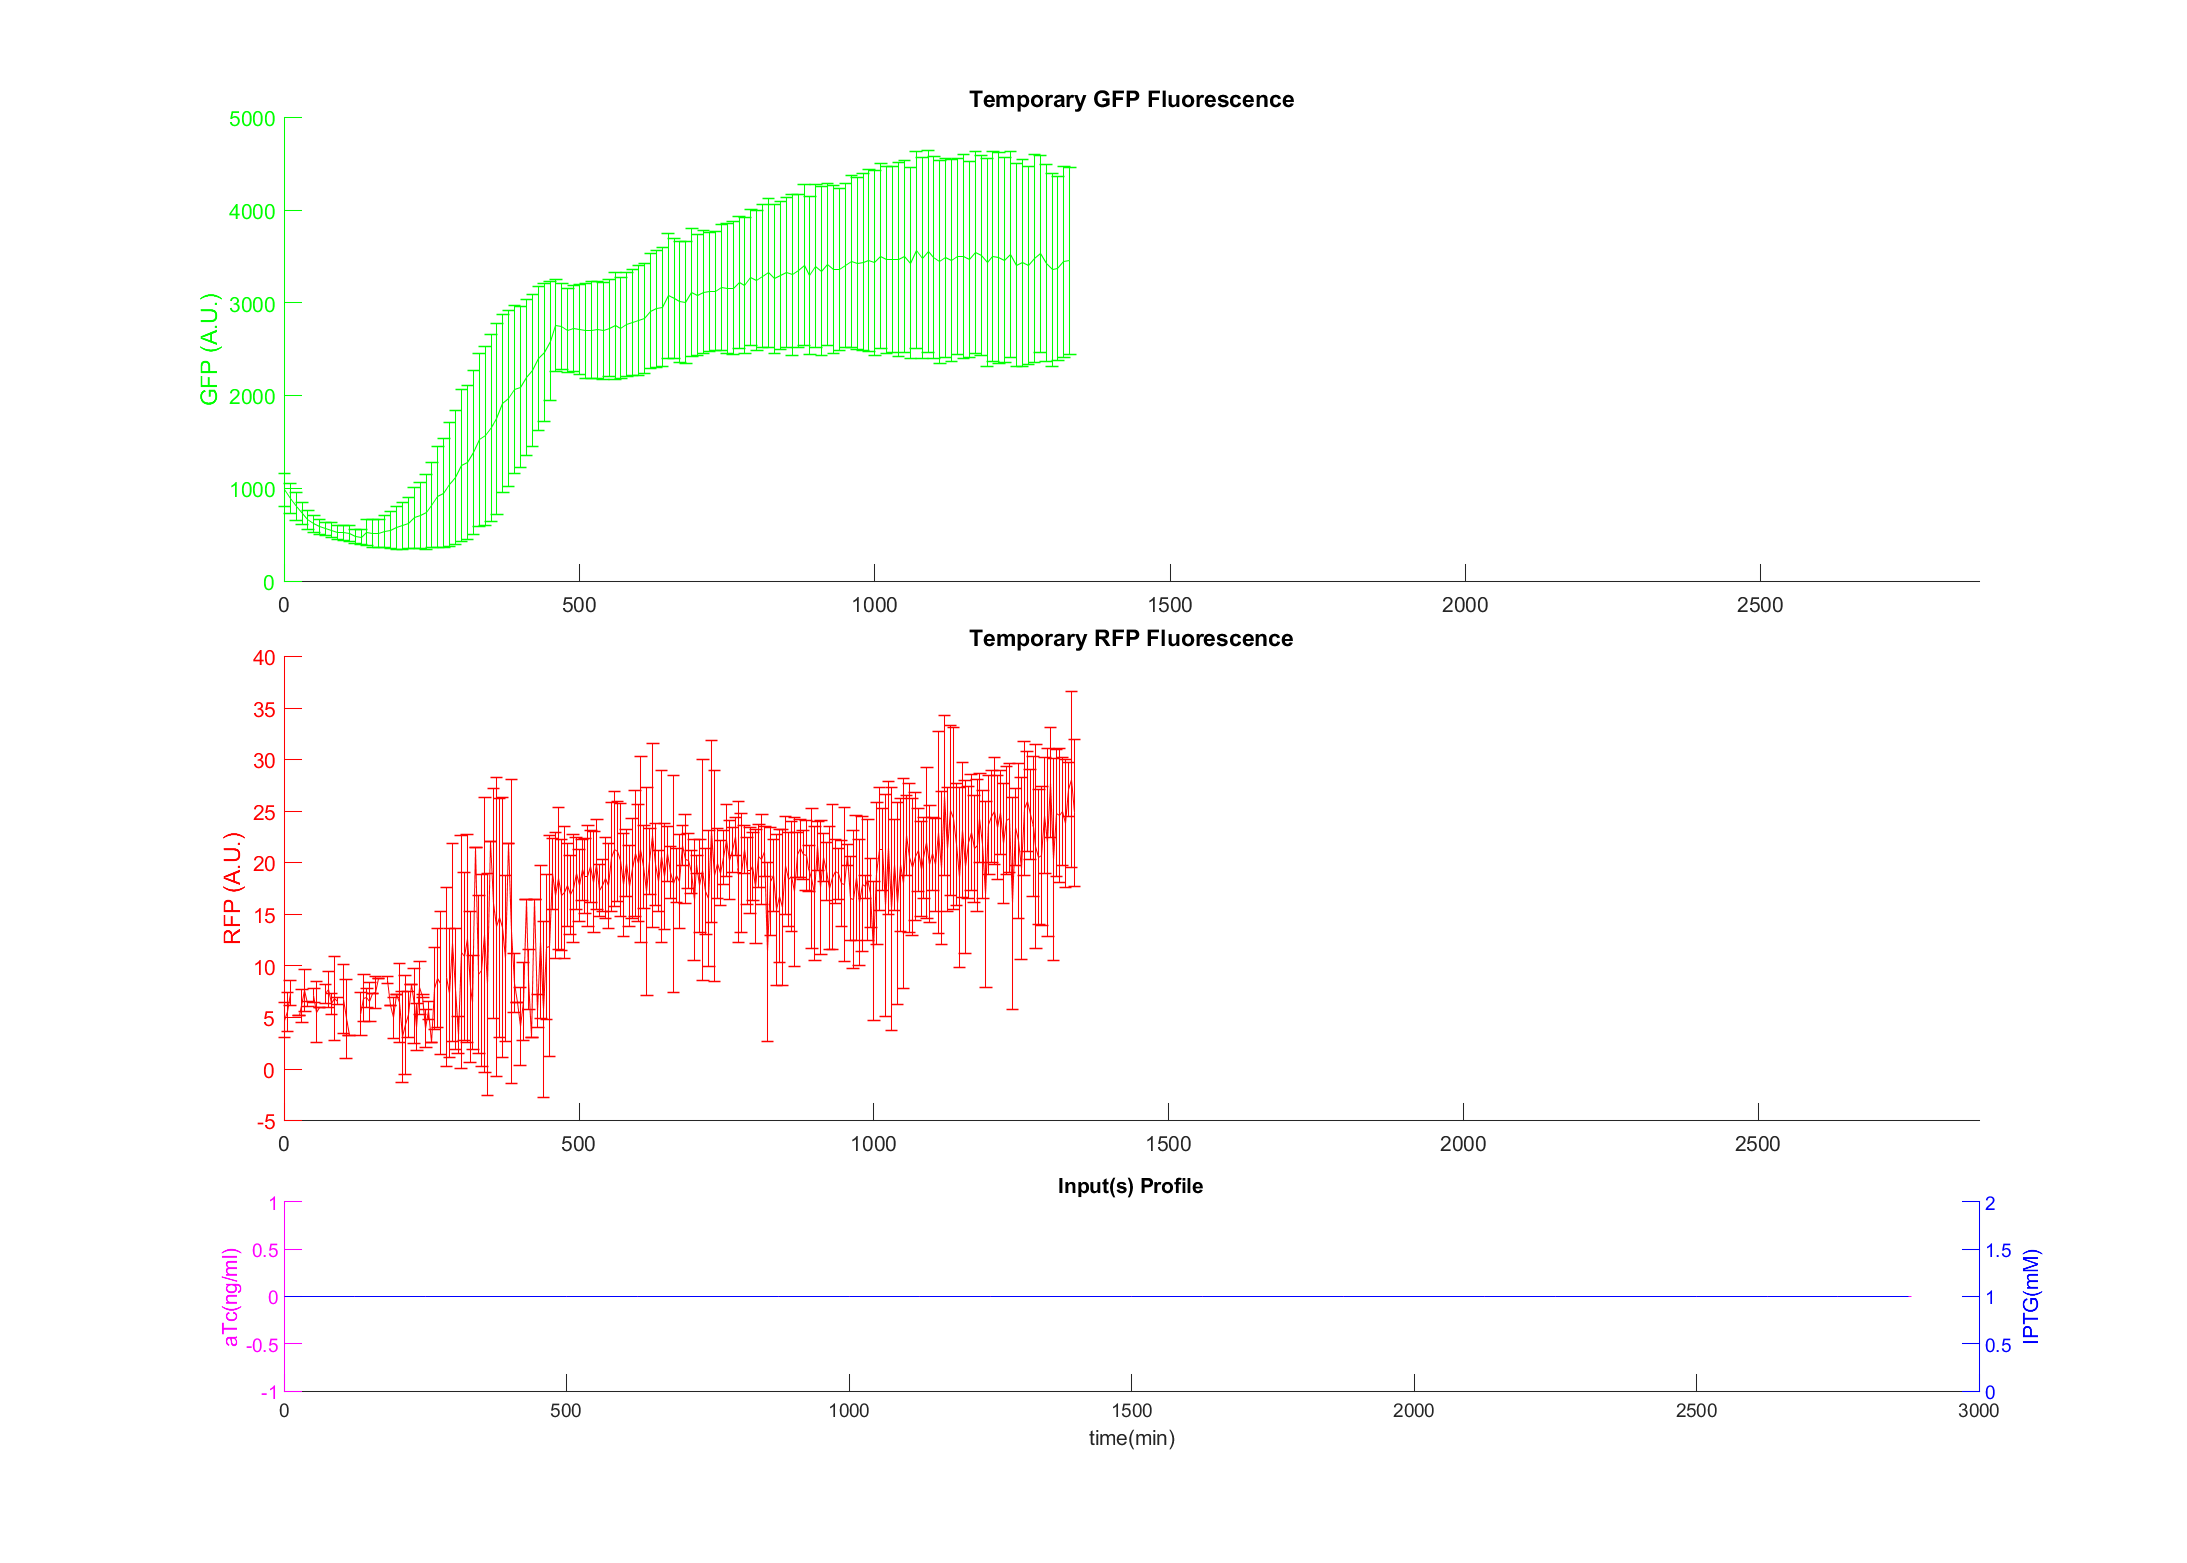 Temporary GFP Fluorescence
5000
4000
3000
2000
1000
0
GFP (A.U.)
0 500 1000 1500 2000 2500
Temporary RFP Fluorescence
40
35
30
25
20
15
10
5
0
-5
RFP (A.U.)
0 500 1000 1500 2000 2500
Input(s) Profile
1
0.5
0
-0.5
-1
aTc(ng/ml)
2
1.5
1
0.5
0
IPTG(mM)
0 500 1000 1500 2000 2500 3000
time(min)